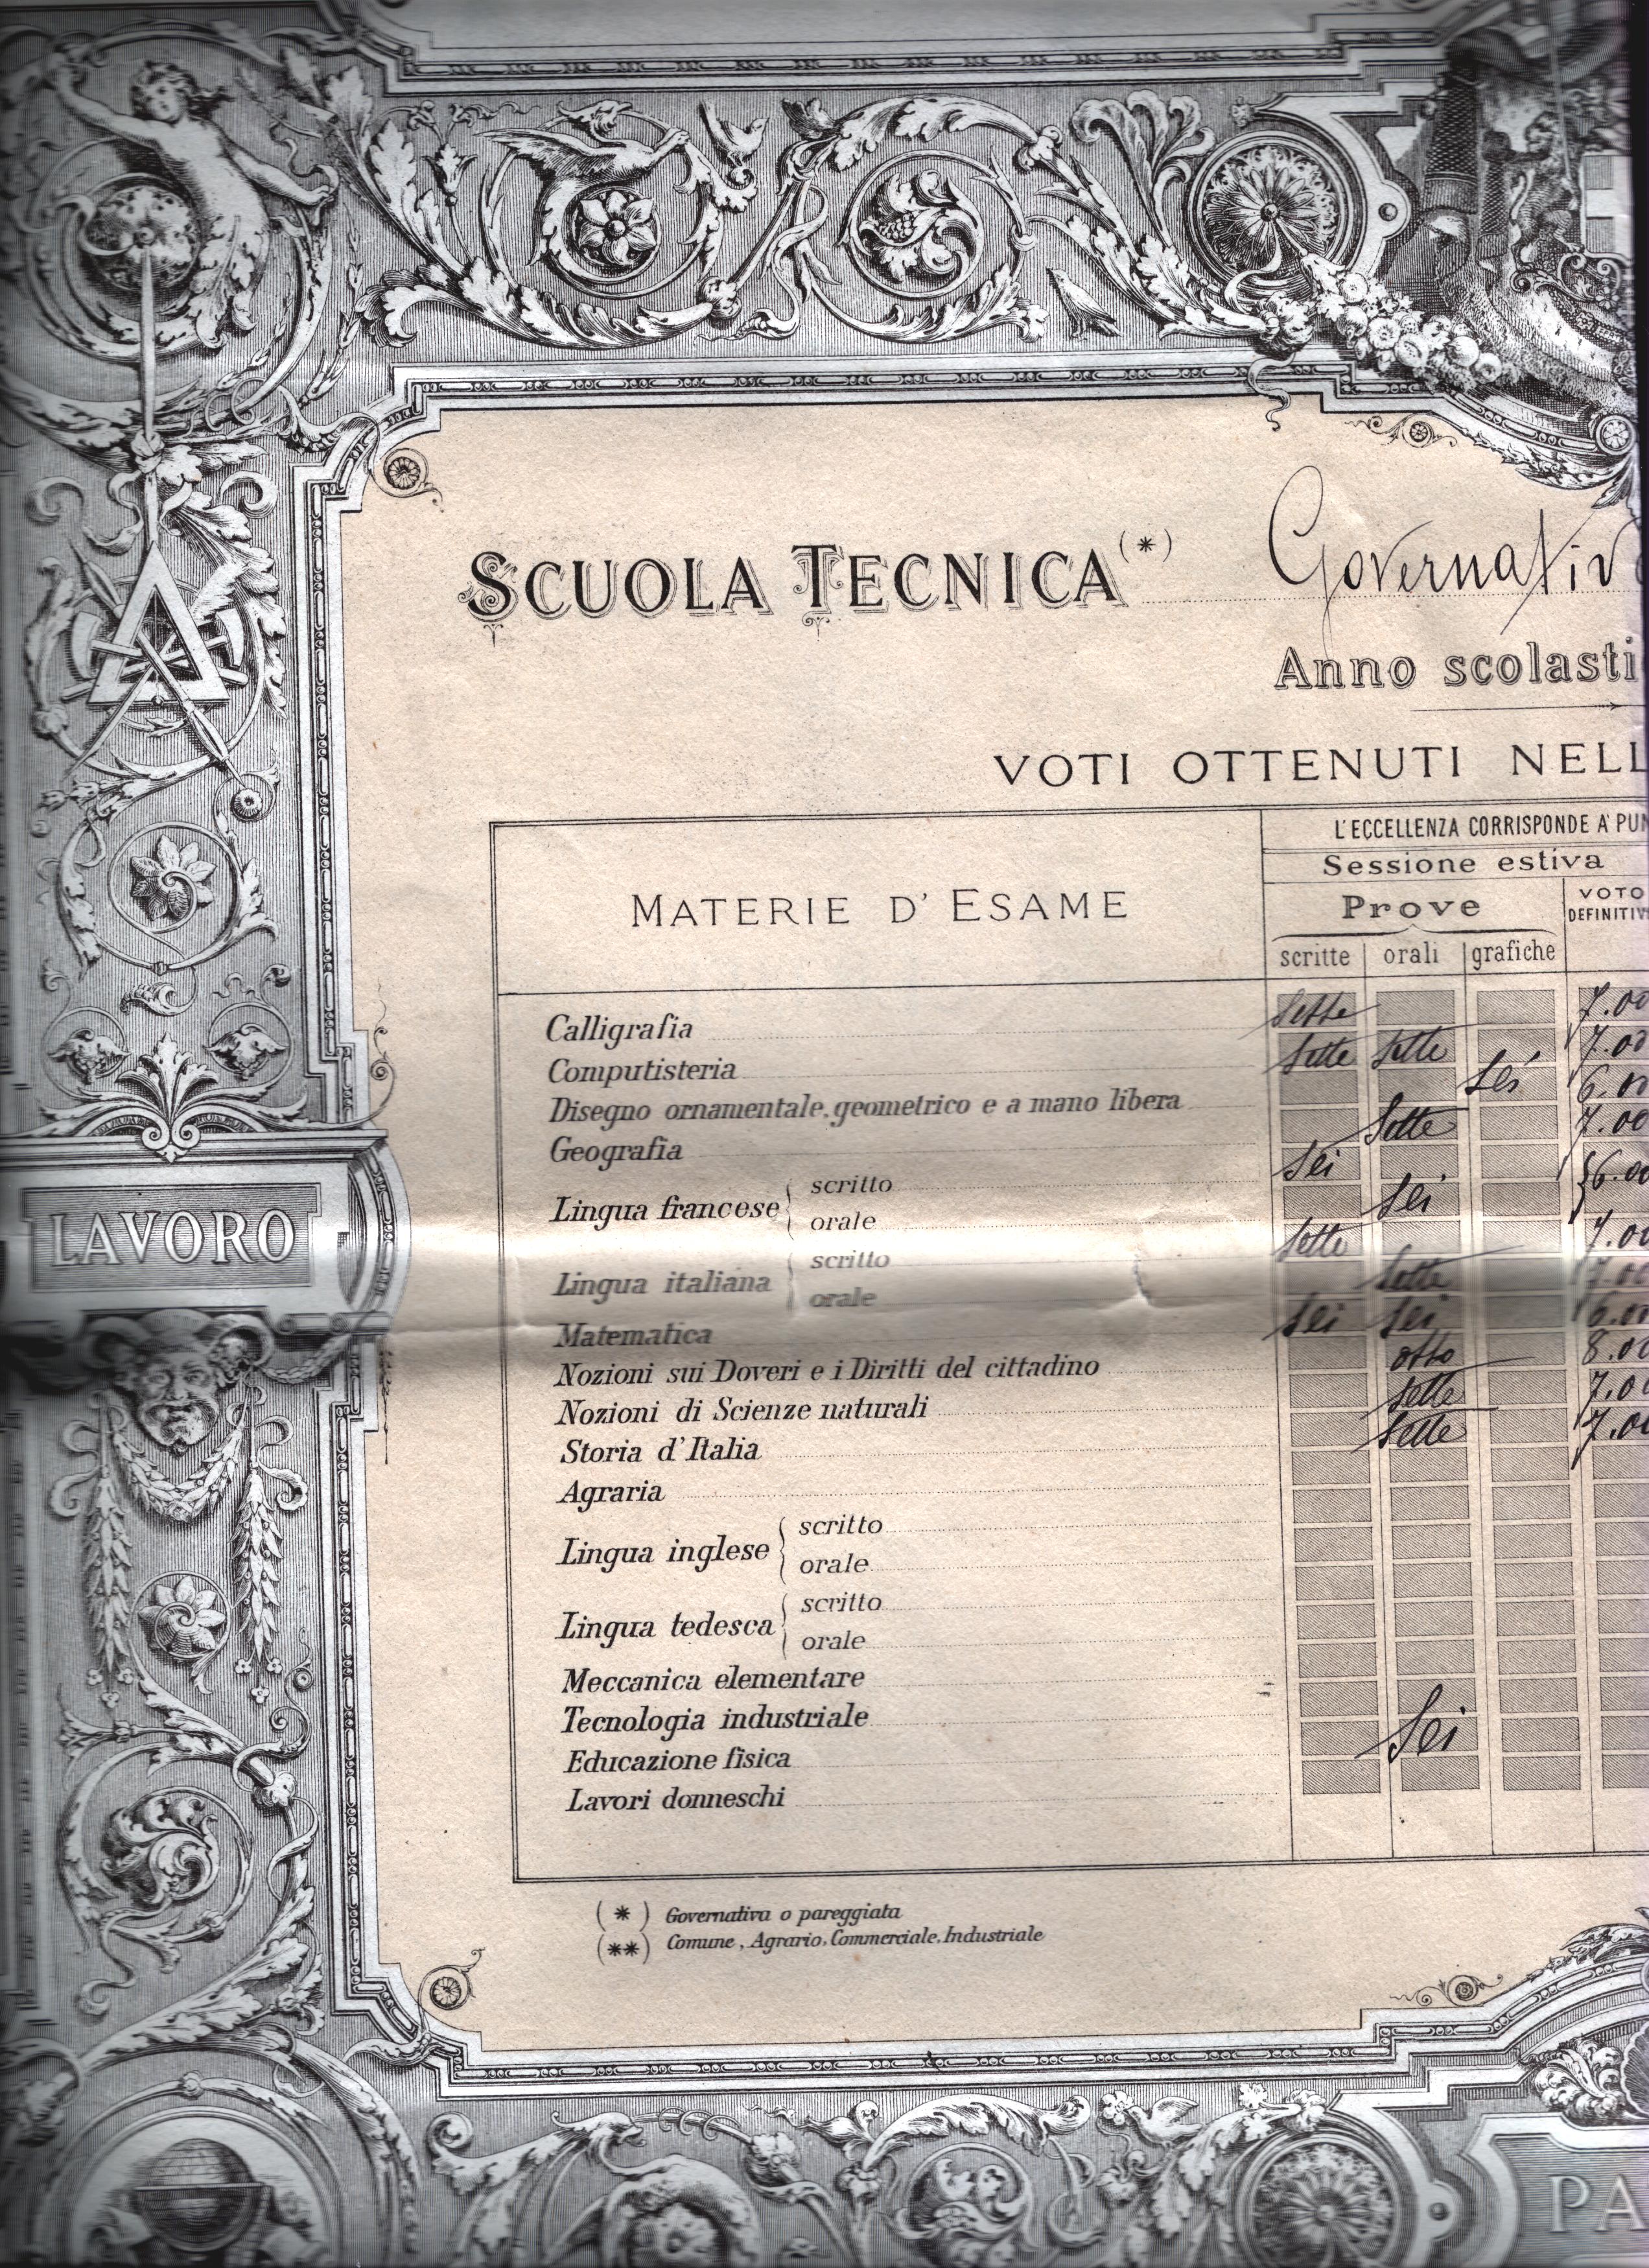 SCUOLA TECNICA (*) Governativ
Anno scolasti
VOTI OTTENUTI NELL
L'ECCELLENZA CORRISPONDE A' PUN
Sessione estiva
MATERIE D' ESAME
Prove
VOTO
DEFINITIV
scritte orali grafiche
Calligrafia sette 7.00
Computisteria sette sette 7.00
Disegno ornamentale, geometrico e a mano libera sei 6.00
Geografia sette 7.00
Lingua francese scritto sei 6.00
orale sei
Lingua italiana scritto sette 7.00
orale sette 7.00
Matematica sei sei 6.00
Nozioni sui Doveri e i Diritti del cittadino otto 8.00
Nozioni di Scienze naturali sette 7.00
Storia d'Italia sette 7.00
Agraria
Lingua inglese scritto
orale
Lingua tedesca scritto
orale
Meccanica elementare
Tecnologia industriale
Educazione fisica sei
Lavori donneschi
(*) Governativa o pareggiata
(**) Comune, Agrario, Commerciale, Industriale
LAVORO
PA